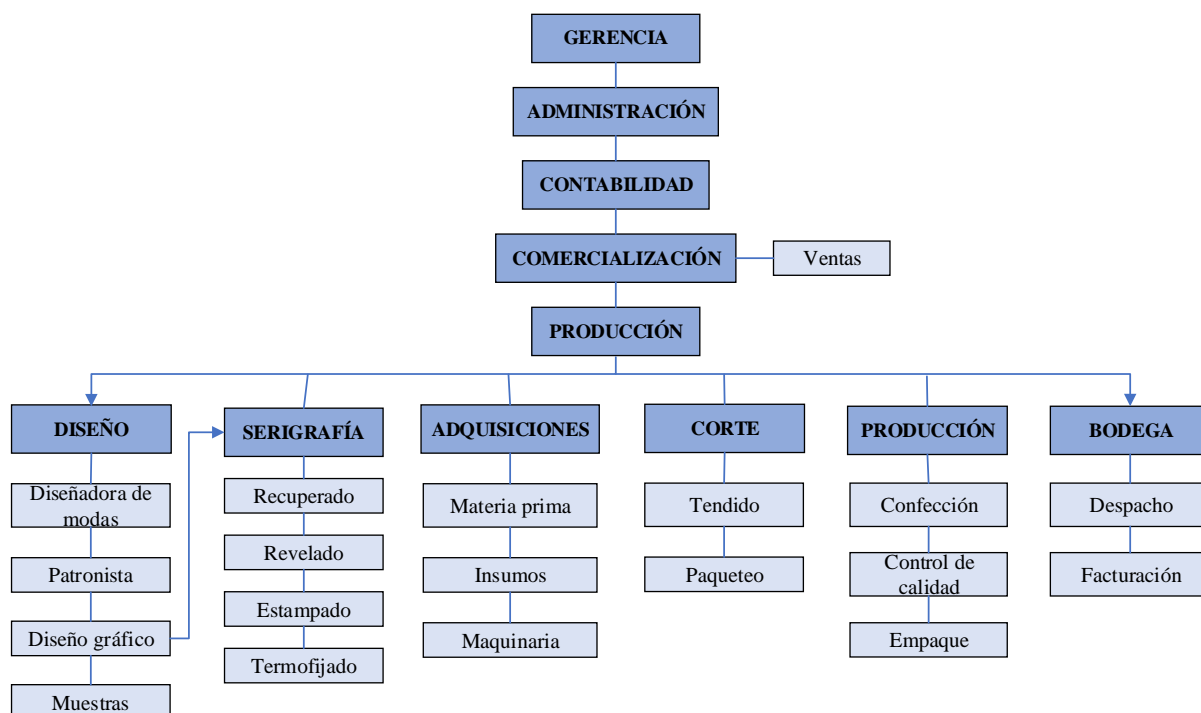 GERENCIA
ADMINISTRACIÓN
CONTABILIDAD
COMERCIALIZACIÓN
Ventas
PRODUCCIÓN
DISEÑO
SERIGRAFÍA
ADQUISICIONES
CORTE
PRODUCCIÓN
BODEGA
Diseñadora de
modas
Patronista
Diseño gráfico
Muestras
Recuperado
Revelado
Estampado
Termofijado
Materia prima
Insumos
Maquinaria
Tendido
Paqueteo
Confección
Control de
calidad
Empaque
Despacho
Facturación